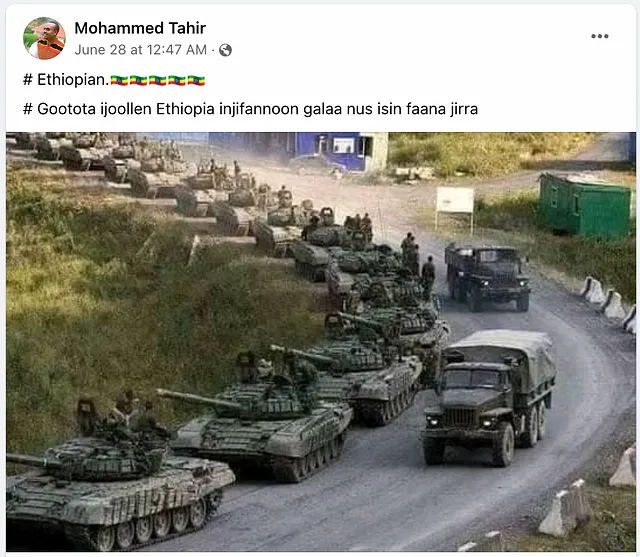 Mohammed Tahir
June 28 at 12:47 AM ·
# Ethiopian.🇪🇹🇪🇹🇪🇹🇪🇹🇪🇹
# Gootota ijoollen Ethiopia injifannoon galaa nus isin faana jirra